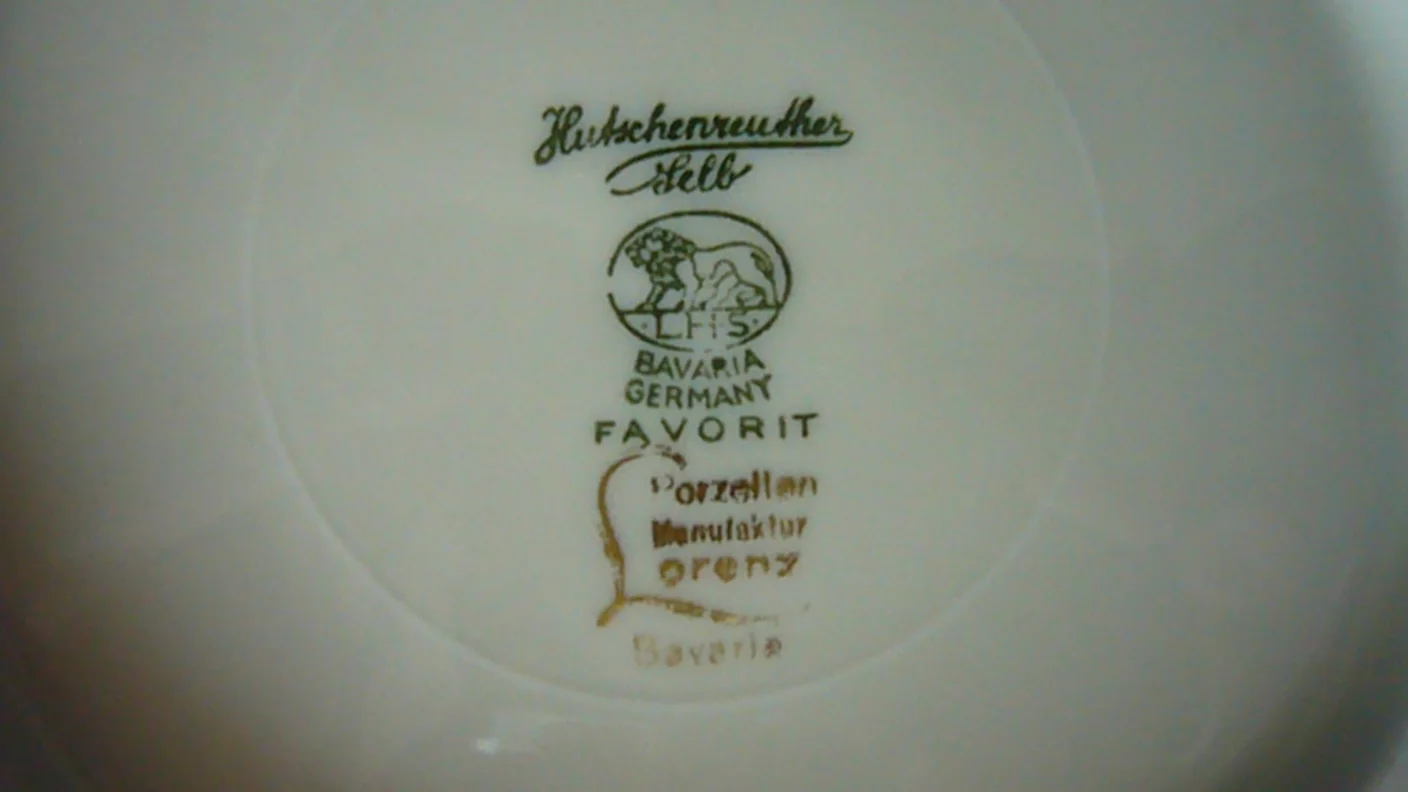 Hutschenreuther
Selb
LHS
BAVARIA
GERMANY
FAVORIT
Porzellan
Manufaktur
Lorenz
Bavaria